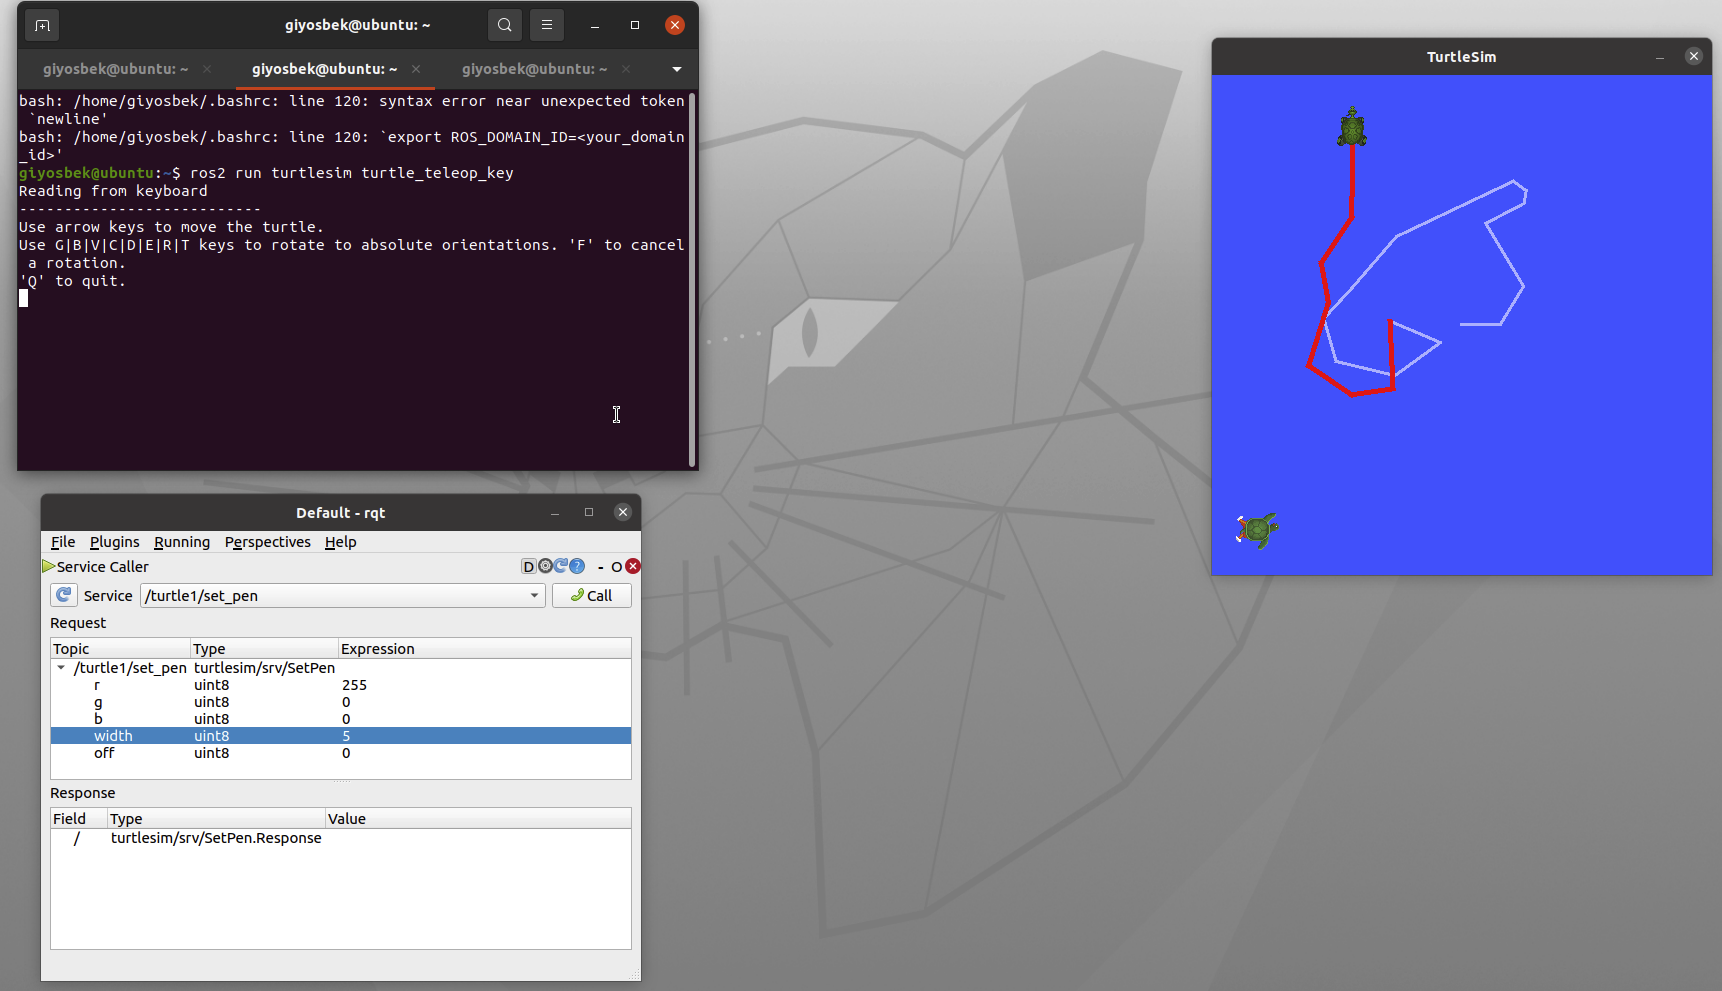 giyosbek@ubuntu: ~
giyosbek@ubuntu: ~ giyosbek@ubuntu: ~ giyosbek@ubuntu: ~
bash: /home/giyosbek/.bashrc: line 120: syntax error near unexpected token
`newline'
bash: /home/giyosbek/.bashrc: line 120: `export ROS_DOMAIN_ID=<your_domain
_id>'
giyosbek@ubuntu:~$ ros2 run turtlesim turtle_teleop_key
Reading from keyboard
---------------------------
Use arrow keys to move the turtle.
Use G|B|V|C|D|E|R|T keys to rotate to absolute orientations. 'F' to cancel
a rotation.
'Q' to quit.
TurtleSim
Default - rqt
File Plugins Running Perspectives Help
Service Caller D ? - O
Service /turtle1/set_pen Call
Request
Topic Type Expression
/turtle1/set_pen turtlesim/srv/SetPen
r uint8 255
g uint8 0
b uint8 0
width uint8 5
off uint8 0
Response
Field Type Value
/ turtlesim/srv/SetPen.Response